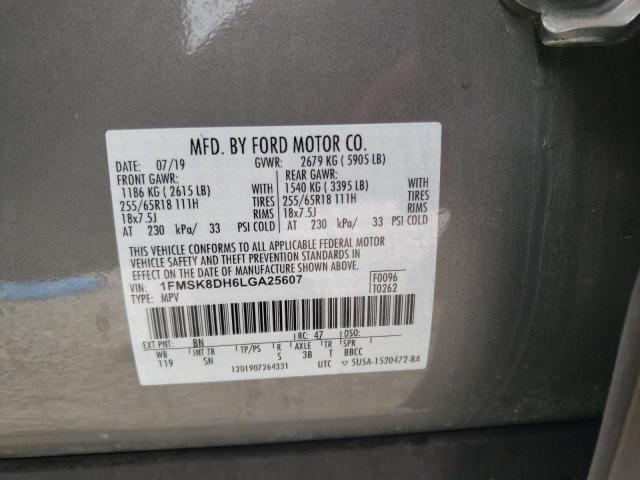 MFD. BY FORD MOTOR CO.
DATE: 07/19 GVWR: 2679 KG ( 5905 LB)
FRONT GAWR: REAR GAWR:
1186 KG ( 2615 LB) WITH 1540 KG ( 3395 LB) WITH
255/65R18 111H TIRES 255/65R18 111H TIRES
18x7.5J RIMS 18x7.5J RIMS
AT 230 kPa/ 33 PSI COLD AT 230 kPa/ 33 PSI COLD
THIS VEHICLE CONFORMS TO ALL APPLICABLE FEDERAL MOTOR
VEHICLE SAFETY AND THEFT PREVENTION STANDARDS IN
EFFECT ON THE DATE OF MANUFACTURE SHOWN ABOVE.
VIN: 1FMSK8DH6LGA25607 F0096
TYPE: MPV T0262
EXT PNT: BN RC: 47 DSO:
WB INT TR TP/PS R AXLE TR SPR
119 5N S 3B T BBCC
1201907264331 UTC ▽ 5U5A-1520472-BA